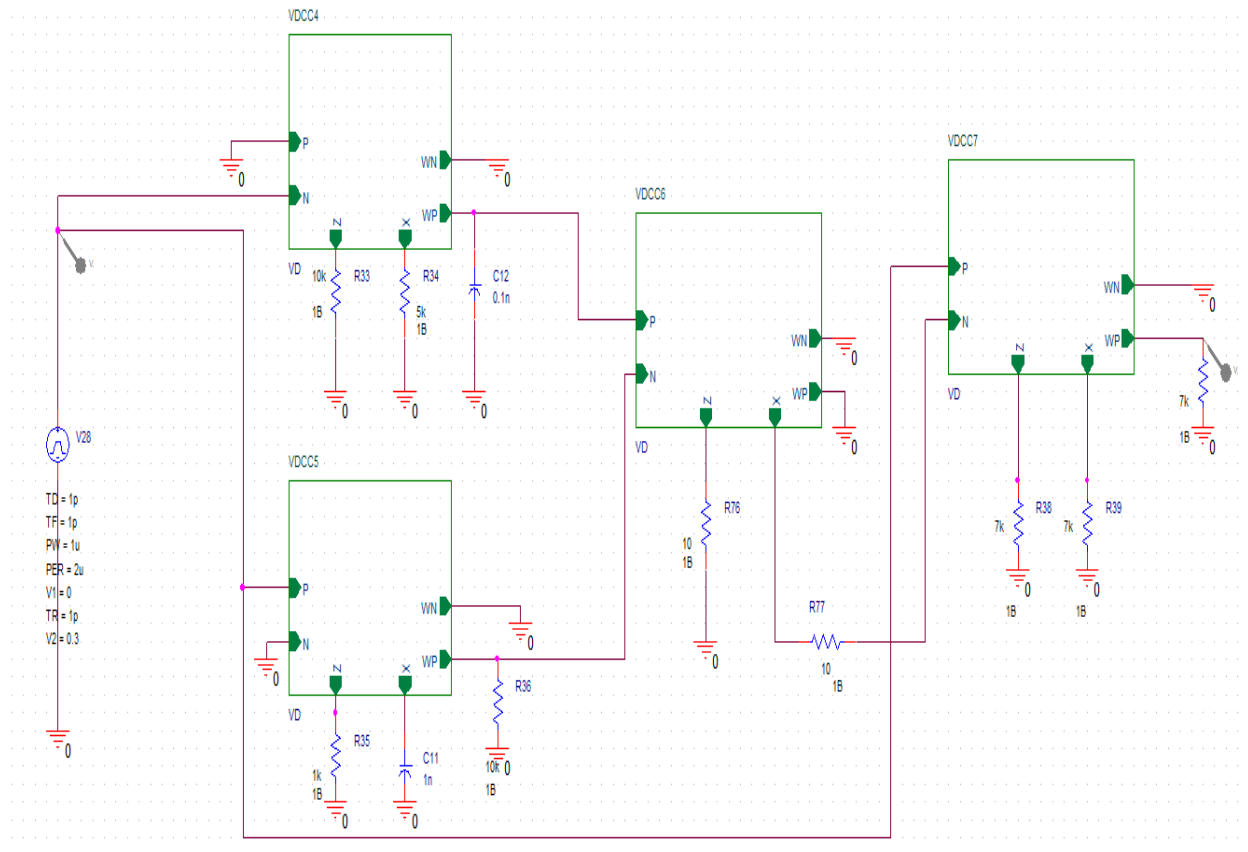 VDCC4
P
WN
0
0
N
WP
Z
X
VD
10k
R33
1B
R34
5k
1B
C12
0.1n
0
0
0
V
V28
TD = 1p
TF = 1p
PW = 1u
PER = 2u
V1 = 0
TR = 1p
V2 = 0.3
0
VDCC5
P
WN
0
N
0
WP
Z
X
VD
R35
1k
1B
0
C11
1n
0
R36
10k
0
1B
VDCC6
P
WN
0
N
WP
0
Z
X
VD
R76
10
1B
0
R77
10
1B
VDCC7
P
WN
0
N
WP
Z
X
VD
V
7k
1B
0
R38
7k
0
1B
R39
7k
0
1B